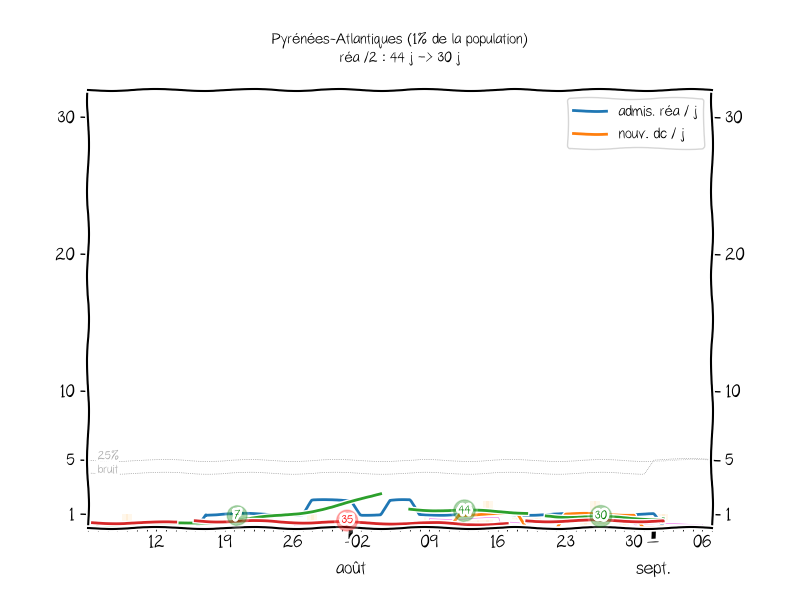 Pyrénées-Atlantiques (1% de la population)
réa /2 : 44 j -> 30 j
admis. réa / j
nouv. dc / j
30 30
20 20
10 10
5 5
25%
bruit
1 1
7 35 44 30
12 19 26 02 09 16 23 30 06
août sept.